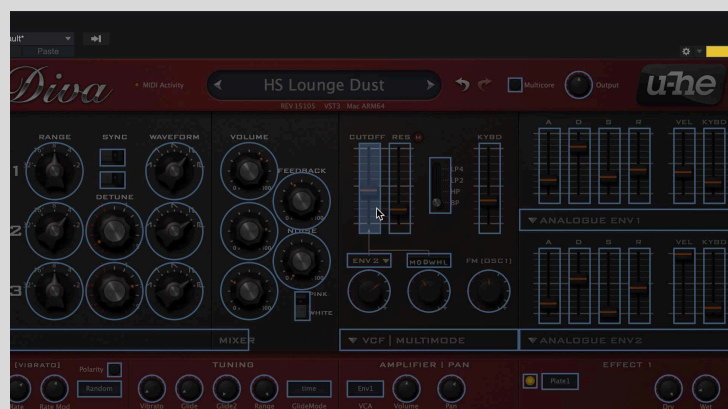 ult*
Paste
Diva
MIDI Activity
HS Lounge Dust
Multicore
Output
u-he
REV 15105 VST3 Mac ARM64
RANGE SYNC WAVEFORM
DETUNE
1
2
3
VOLUME
FEEDBACK
NOISE
PINK
WHITE
MIXER
CUTOFF RES KYBD
LP4
LP2
HP
BP
ENV 2
MODWHL
FM (OSC1)
VCF | MULTIMODE
A D S R VEL KYBD
ANALOGUE ENV1
A D S R VEL KYBD
ANALOGUE ENV2
(VIBRATO)
Polarity
Random
Rate Rate Mod
TUNING
Vibrato Glide Glide2 Range
time
GlideMode
AMPLIFIER | PAN
Env1
VCA Volume Pan
EFFECT 1
Plate1
Dry Wet